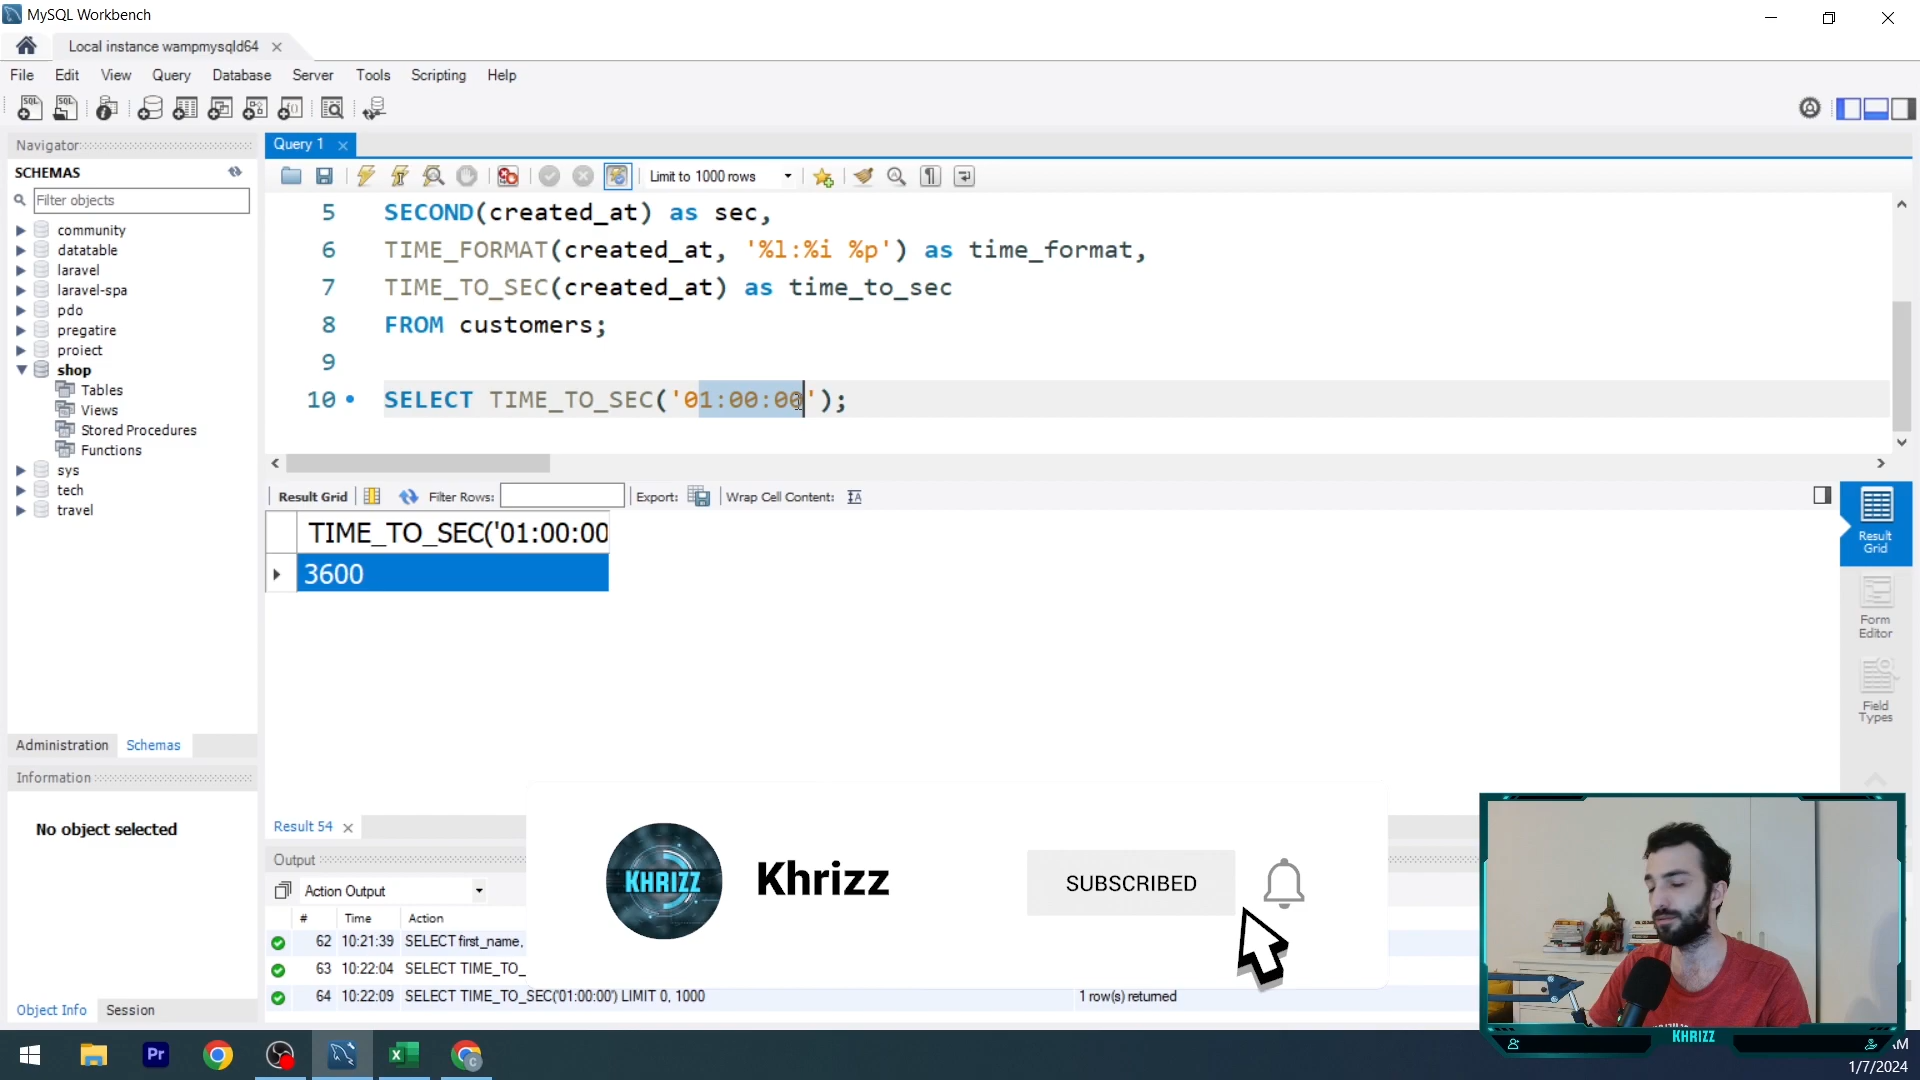 MySQL Workbench
Local instance wampmysqld64
File Edit View Query Database Server Tools Scripting Help
Navigator
SCHEMAS
Filter objects
community
datatable
laravel
laravel-spa
pdo
pregatire
proiect
shop
Tables
Views
Stored Procedures
Functions
sys
tech
travel
Administration Schemas
Information
No object selected
Object Info Session
Query 1
Limit to 1000 rows
5 SECOND(created_at) as sec,
6 TIME_FORMAT(created_at, '%l:%i %p') as time_format,
7 TIME_TO_SEC(created_at) as time_to_sec
8 FROM customers;
9
10 SELECT TIME_TO_SEC('01:00:00');
Result Grid Filter Rows: Export: Wrap Cell Content:
TIME_TO_SEC('01:00:00
3600
Result Grid
Form Editor
Field Types
Result 54
Output
Action Output
# Time Action
62 10:21:39 SELECT first_name,
63 10:22:04 SELECT TIME_TO_
64 10:22:09 SELECT TIME_TO_SEC('01:00:00') LIMIT 0, 1000 1 row(s) returned
KHRIZZ
Khrizz
SUBSCRIBED
KHRIZZ
Pr
AM
1/7/2024